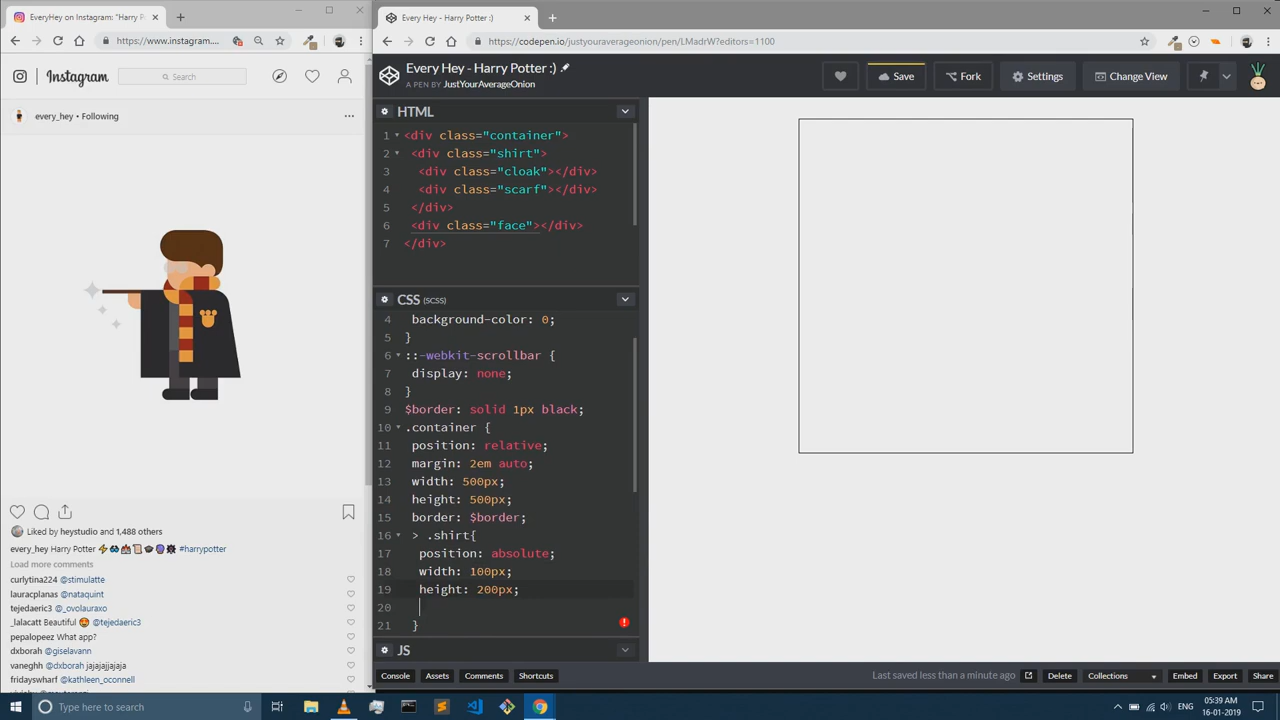 EveryHey on Instagram: "Harry P
https://www.instagram....
Instagram
Search
every_hey • Following
Liked by heystudio and 1,488 others
every_hey Harry Potter #harrypotter
Load more comments
curlytina224 @stimulatte
lauracplanas @nataquint
tejedaeric3 @_ovolauraxo
_lalacatt Beautiful @tejedaeric3
pepalopeez What app?
dxborah @giselavann
vaneghh @dxborah jajajajjajaja
fridayswharf @kathleen_oconnell
Every Hey - Harry Potter :)
https://codepen.io/justyouraverageonion/pen/LMadrW?editors=1100
Every Hey - Harry Potter :)
A PEN BY JustYourAverageOnion
Save
Fork
Settings
Change View
HTML
1 <div class="container">
2 <div class="shirt">
3 <div class="cloak"></div>
4 <div class="scarf"></div>
5 </div>
6 <div class="face"></div>
7 </div>
CSS (SCSS)
4 background-color: 0;
5 }
6 ::-webkit-scrollbar {
7 display: none;
8 }
9 $border: solid 1px black;
10 .container {
11 position: relative;
12 margin: 2em auto;
13 width: 500px;
14 height: 500px;
15 border: $border;
16 > .shirt{
17 position: absolute;
18 width: 100px;
19 height: 200px;
20
21 }
JS
Console Assets Comments Shortcuts
Last saved less than a minute ago
Delete Collections Embed Export Share
Type here to search
05:39 AM
16-01-2019